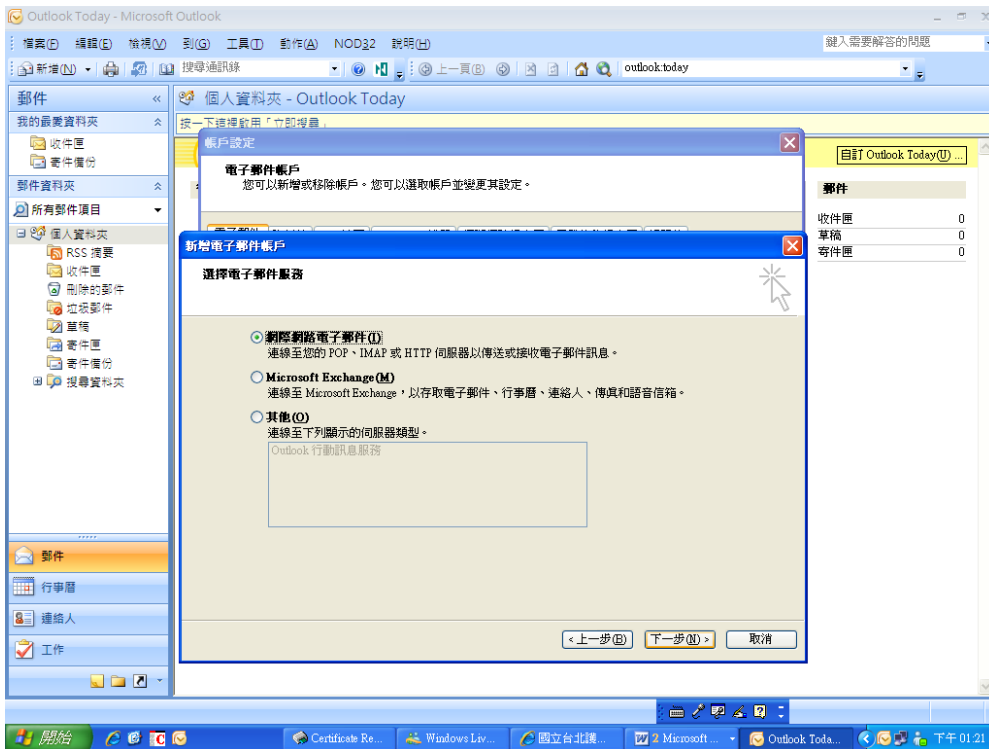 Outlook Today - Microsoft Outlook
檔案(F) 編輯(E) 檢視(V) 到(G) 工具(T) 動作(A) NOD32 說明(H)
鍵入需要解答的問題
新增(N)
搜尋通訊錄
上一頁(B)
outlook:today
郵件
我的最愛資料夾
收件匣
寄件備份
郵件資料夾
所有郵件項目
個人資料夾
RSS 摘要
收件匣
刪除的郵件
垃圾郵件
草稿
寄件匣
寄件備份
搜尋資料夾
郵件
行事曆
連絡人
工作
個人資料夾 - Outlook Today
按一下這裡啟用「立即搜尋」
自訂 Outlook Today(U) ...
郵件
收件匣 0
草稿 0
寄件匣 0
帳戶設定
電子郵件帳戶
您可以新增或移除帳戶。您可以選取帳戶並變更其設定。
新增電子郵件帳戶
選擇電子郵件服務
網際網路電子郵件(I)
連線至您的 POP、IMAP 或 HTTP 伺服器以傳送或接收電子郵件訊息。
Microsoft Exchange(M)
連線至 Microsoft Exchange，以存取電子郵件、行事曆、連絡人、傳真和語音信箱。
其他(O)
連線至下列顯示的伺服器類型。
Outlook 行動訊息服務
< 上一步(B)
下一步(N) >
取消
開始
Certificate Re...
Windows Liv...
國立台北護...
2 Microsoft ...
Outlook Toda...
下午 01:21